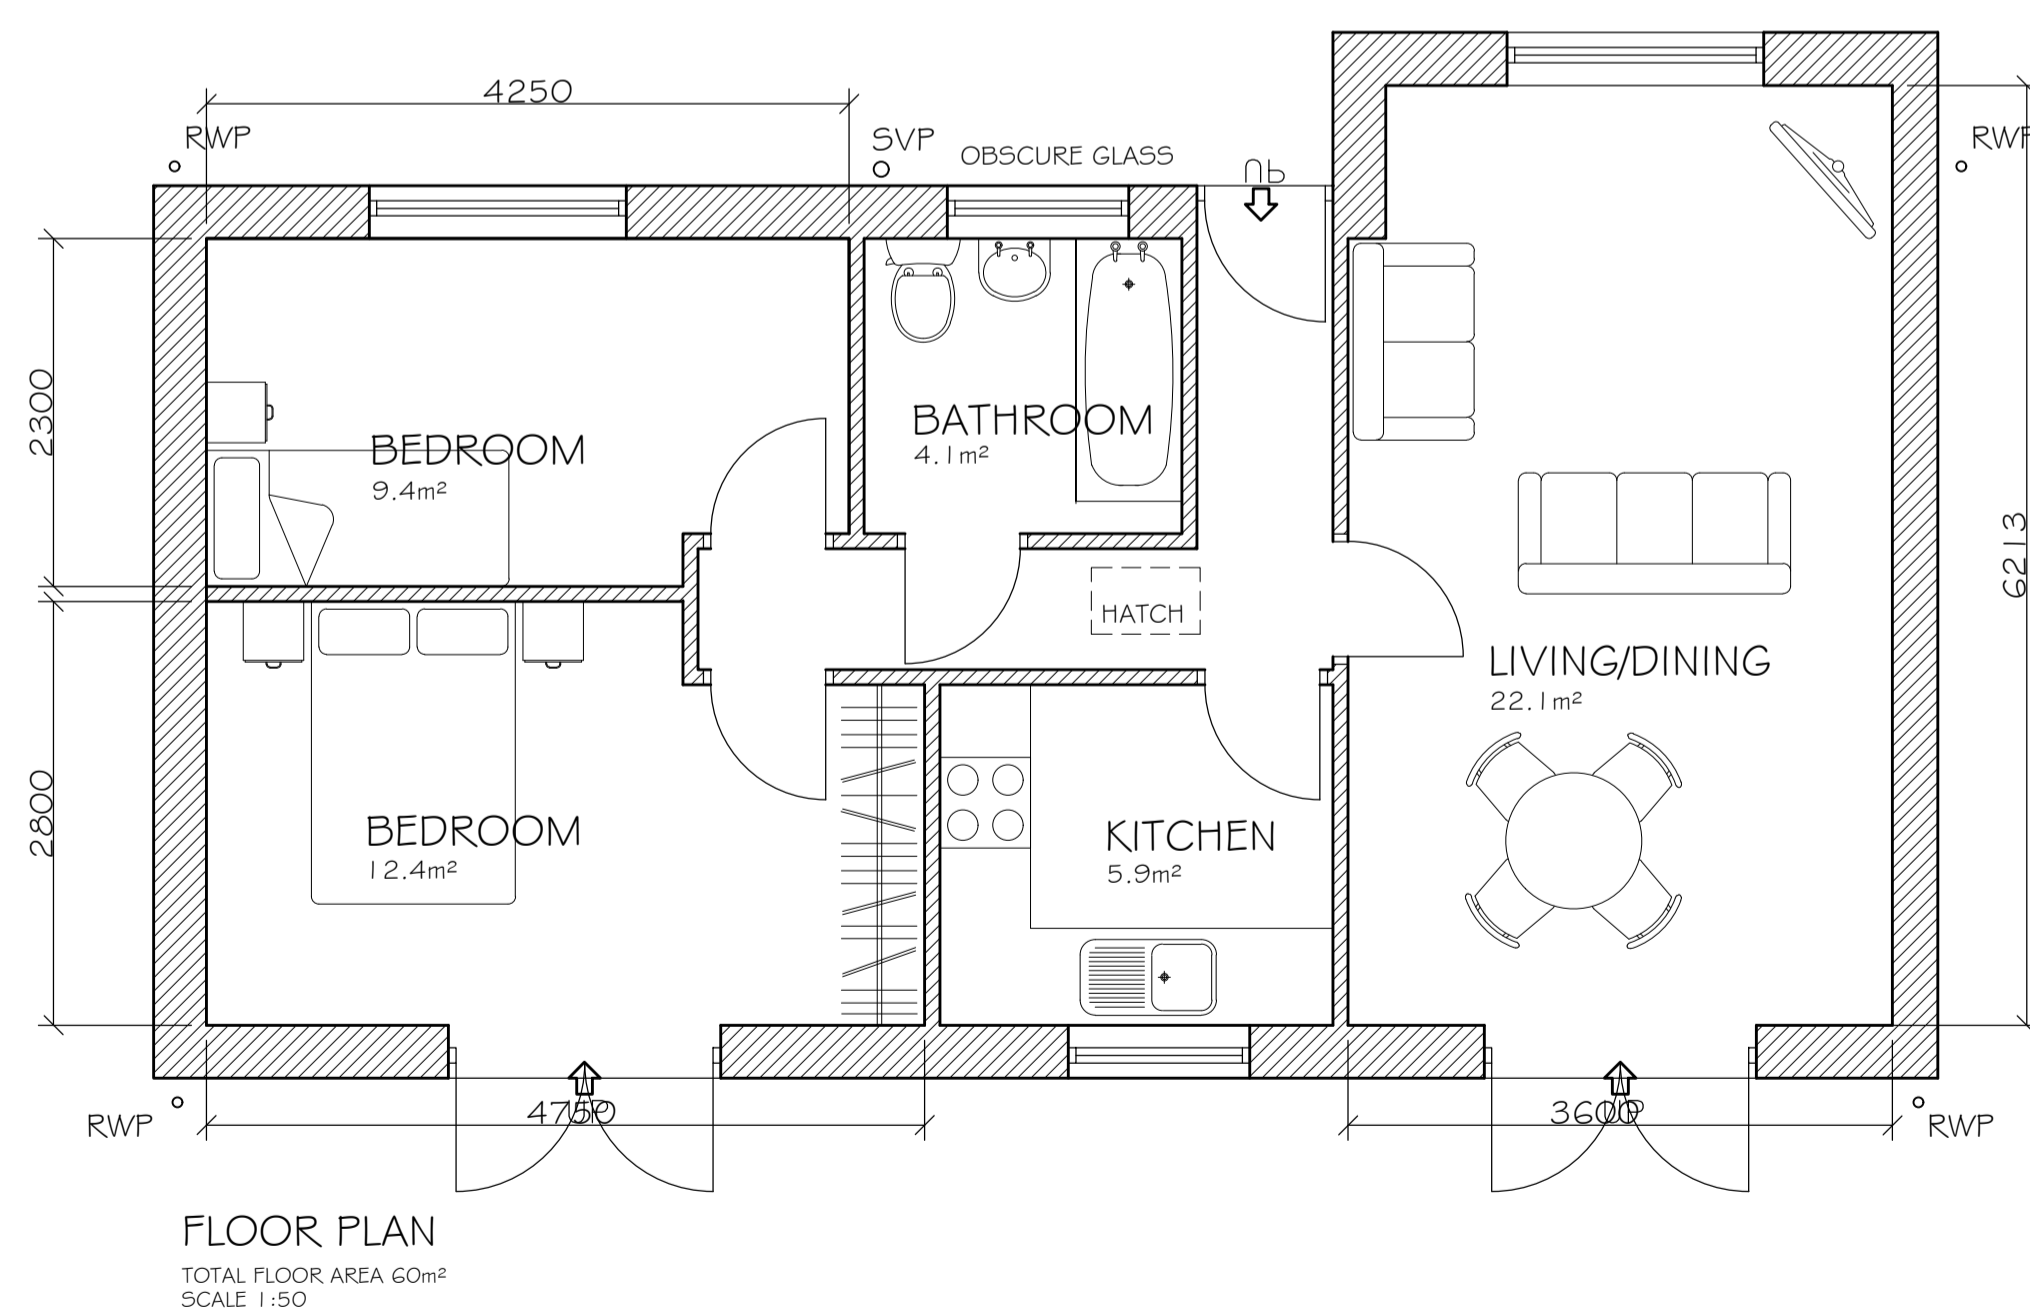 4250
RWP
SVP
OBSCURE GLASS
UP
RWP
2300
BATHROOM
4.1m²
BEDROOM
9.4m²
HATCH
6213
LIVING/DINING
22.1m²
2800
BEDROOM
12.4m²
KITCHEN
5.9m²
RWP
4750
UP
3600
UP
RWP
FLOOR PLAN
TOTAL FLOOR AREA 60m²
SCALE 1:50